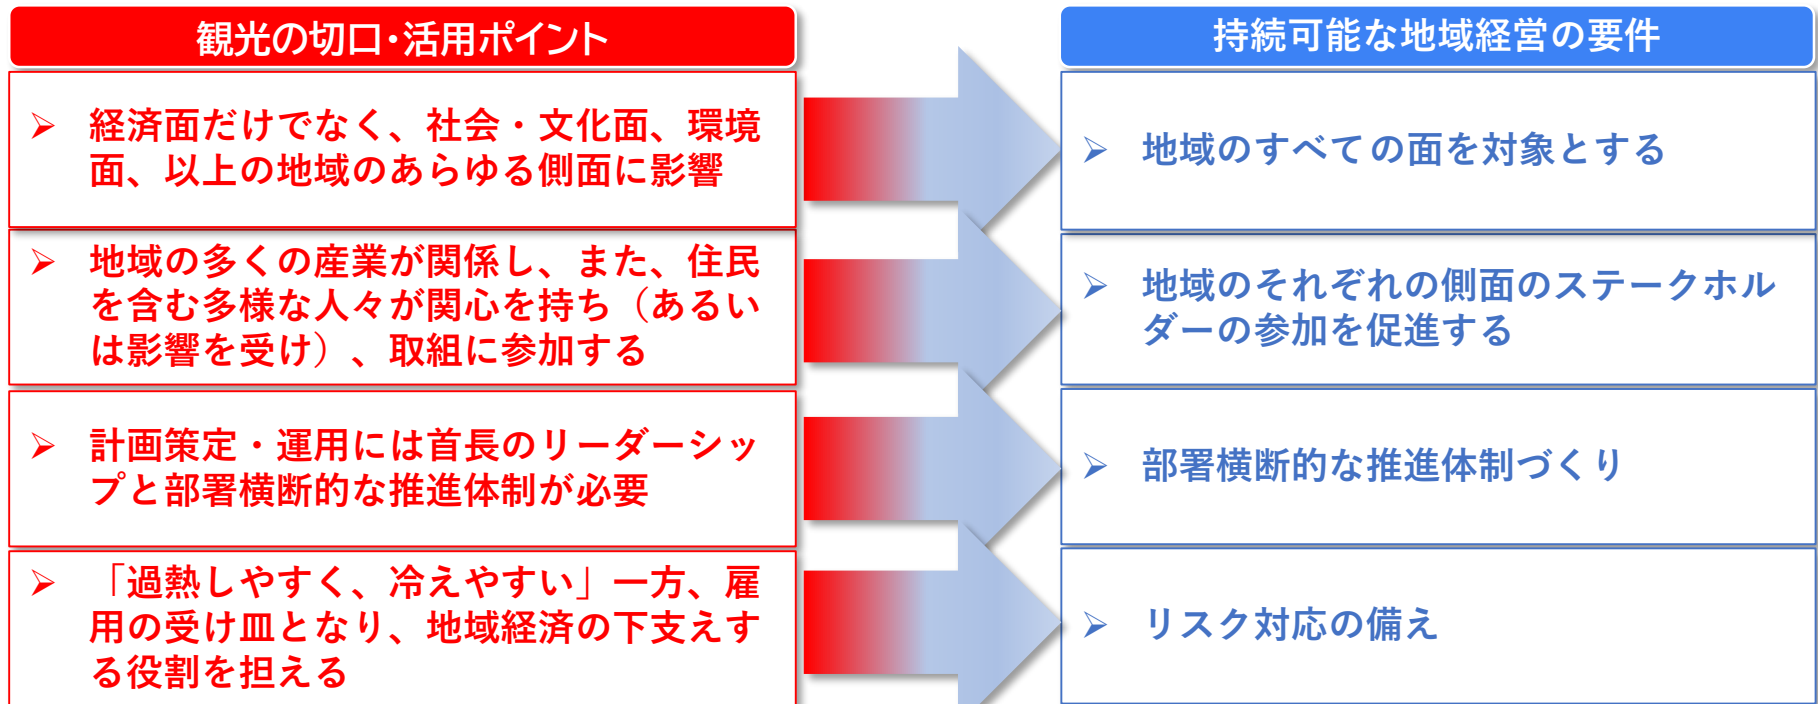 観光の切口・活用ポイント
➢ 経済面だけでなく、社会・文化面、環境
面、以上の地域のあらゆる側面に影響
➢ 地域の多くの産業が関係し、また、住民
を含む多様な人々が関心を持ち（あるい
は影響を受け）、取組に参加する
➢ 計画策定・運用には首長のリーダーシッ
プと部署横断的な推進体制が必要
➢ 「過熱しやすく、冷えやすい」一方、雇
用の受け皿となり、地域経済の下支えす
る役割を担える
持続可能な地域経営の要件
➢ 地域のすべての面を対象とする
➢ 地域のそれぞれの側面のステークホル
ダーの参加を促進する
➢ 部署横断的な推進体制づくり
➢ リスク対応の備え